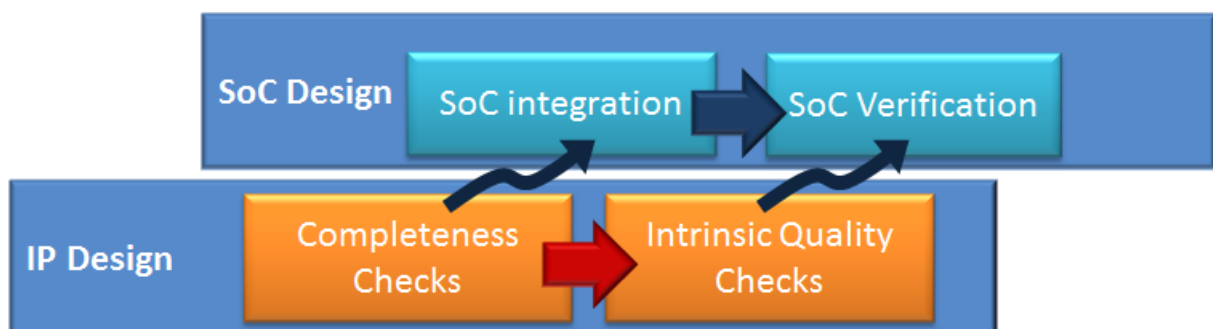 SoC Design
SoC integration
SoC Verification
IP Design
Completeness
Checks
Intrinsic Quality
Checks